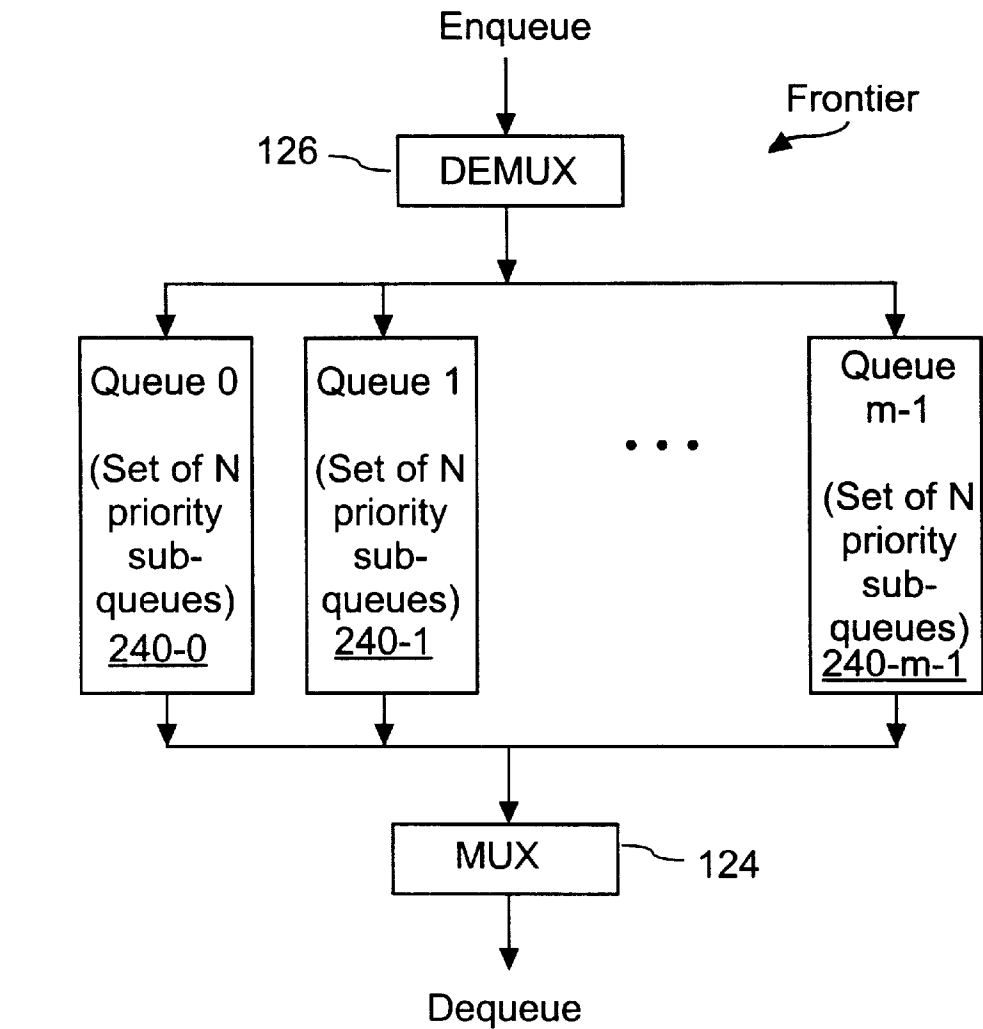 Enqueue
Frontier
126
DEMUX
Queue 0
(Set of N
priority
sub-
queues)
240-0
Queue 1
(Set of N
priority
sub-
queues)
240-1
• • •
Queue
m-1
(Set of N
priority
sub-
queues)
240-m-1
MUX
124
Dequeue